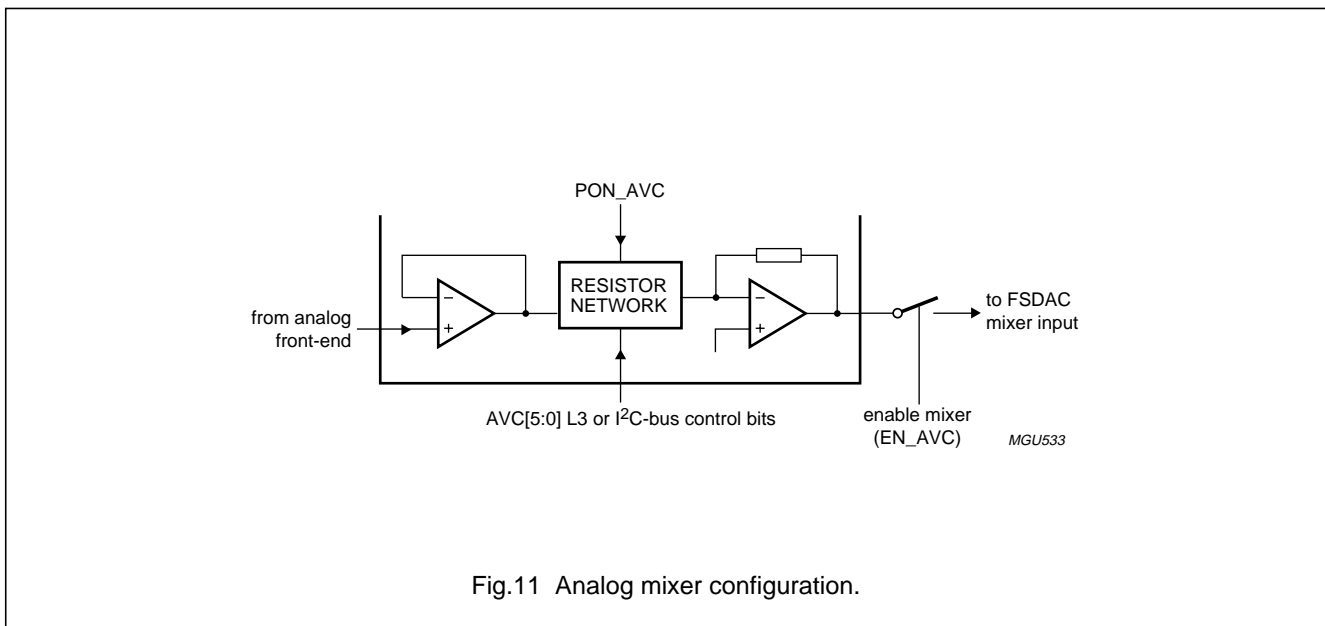 PON_AVC
RESISTOR
NETWORK
−
+
−
+
from analog
front-end
to FSDAC
mixer input
AVC[5:0] L3 or I²C-bus control bits
enable mixer
(EN_AVC)
MGU533
Fig.11 Analog mixer configuration.